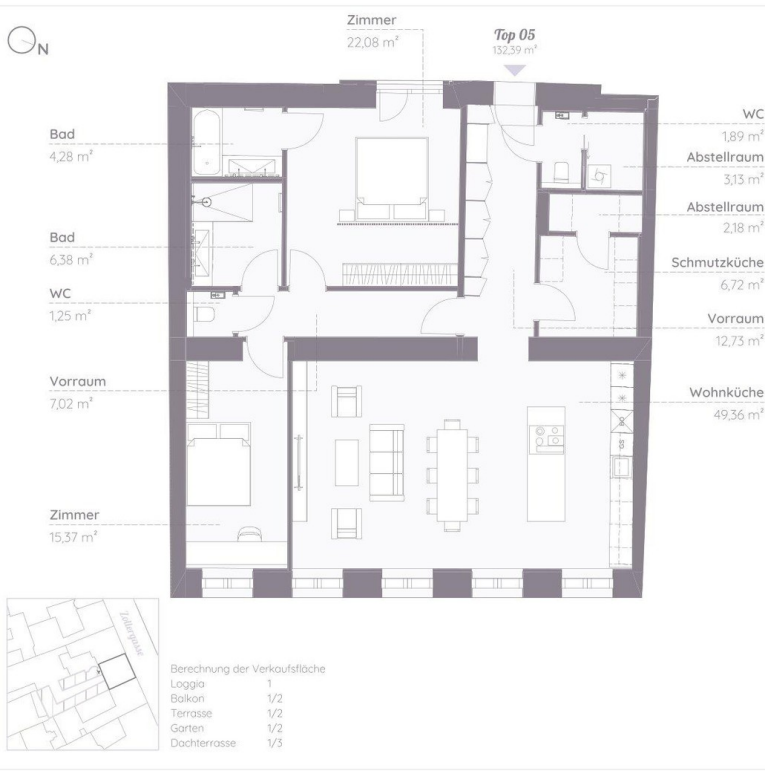 N
Zimmer
22,08 m²
Top 05
132,39 m²
Bad
4,28 m²
Bad
6,38 m²
WC
1,25 m²
Vorraum
7,02 m²
Zimmer
15,37 m²
WC
1,89 m²
Abstellraum
3,13 m²
Abstellraum
2,18 m²
Schmutzküche
6,72 m²
Vorraum
12,73 m²
Wohnküche
49,36 m²
GS
Zollergasse
Berechnung der Verkaufsfläche
Loggia 1
Balkon 1/2
Terrasse 1/2
Garten 1/2
Dachterrasse 1/3